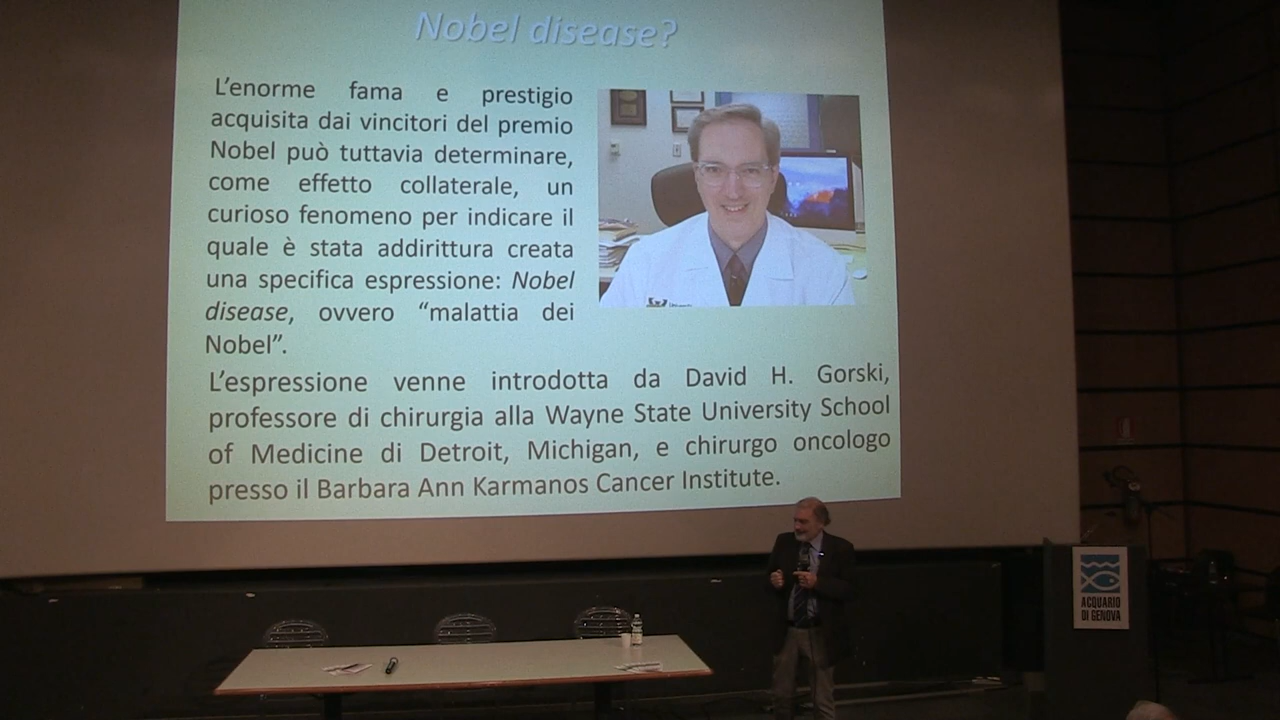 Nobel disease?
L'enorme fama e prestigio
acquisita dai vincitori del premio
Nobel può tuttavia determinare,
come effetto collaterale, un
curioso fenomeno per indicare il
quale è stata addirittura creata
una specifica espressione: Nobel
disease, ovvero “malattia dei
Nobel”.
L'espressione venne introdotta da David H. Gorski,
professore di chirurgia alla Wayne State University School
of Medicine di Detroit, Michigan, e chirurgo oncologo
presso il Barbara Ann Karmanos Cancer Institute.
ACQUARIO
DI GENOVA